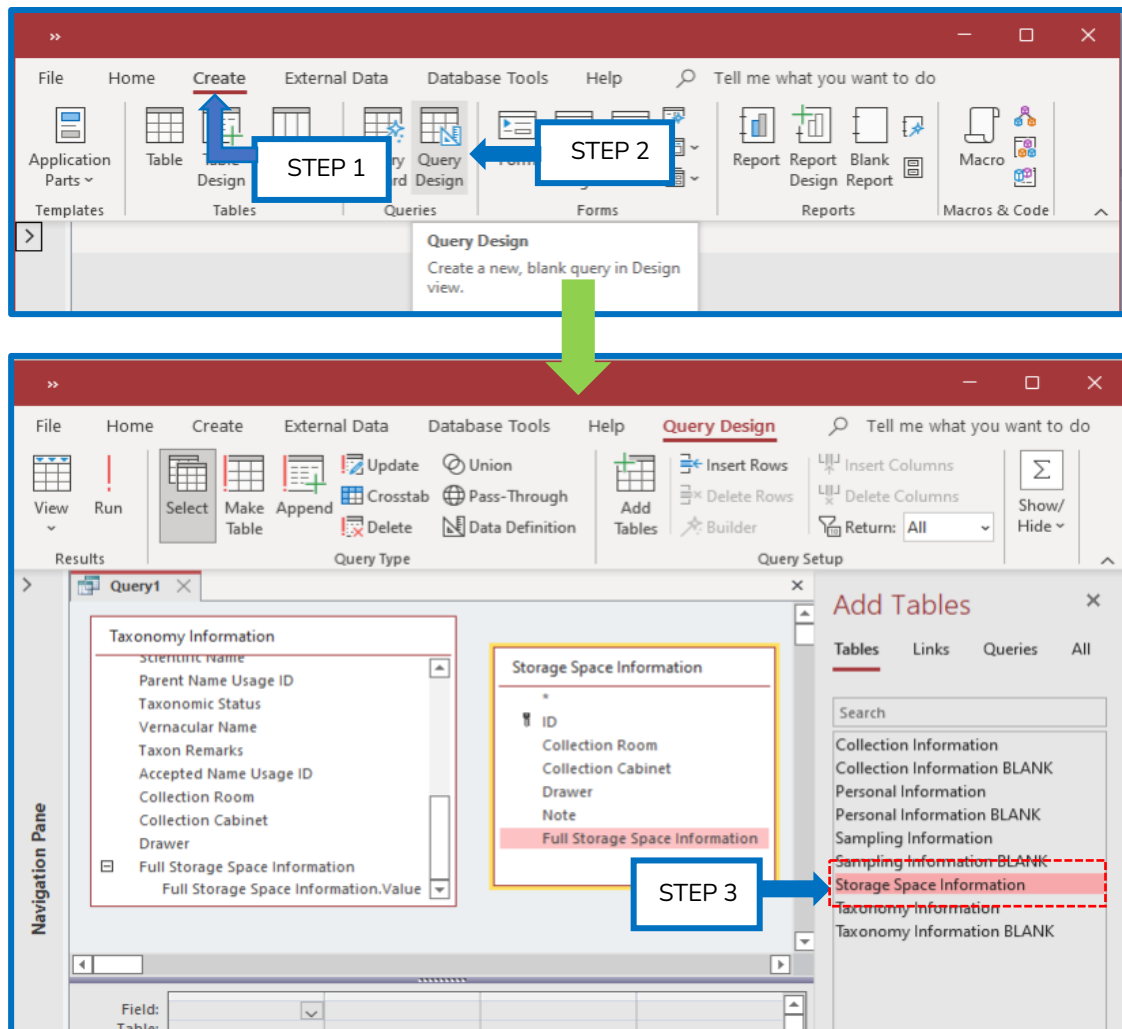 File Home Create External Data Database Tools Help Tell me what you want to do
Application Parts
Table
Design
Query Design
Report
Report Design
Blank Report
Macro
Templates Tables Queries Forms Reports Macros & Code
STEP 1
STEP 2
Query Design
Create a new, blank query in Design
view.
File Home Create External Data Database Tools Help Query Design Tell me what you want to do
View
Run
Select
Make Table
Append
Update
Crosstab
Delete
Union
Pass-Through
Data Definition
Add Tables
Insert Rows
Delete Rows
Builder
Insert Columns
Delete Columns
Return: All
Show/
Hide
Results Query Type Query Setup
Navigation Pane
Query1
Taxonomy Information
Scientific Name
Parent Name Usage ID
Taxonomic Status
Vernacular Name
Taxon Remarks
Accepted Name Usage ID
Collection Room
Collection Cabinet
Drawer
Full Storage Space Information
Full Storage Space Information.Value
Storage Space Information
*
ID
Collection Room
Collection Cabinet
Drawer
Note
Full Storage Space Information
STEP 3
Add Tables
Tables Links Queries All
Search
Collection Information
Collection Information BLANK
Personal Information
Personal Information BLANK
Sampling Information
Sampling Information BLANK
Storage Space Information
Taxonomy Information
Taxonomy Information BLANK
Field:
Table: